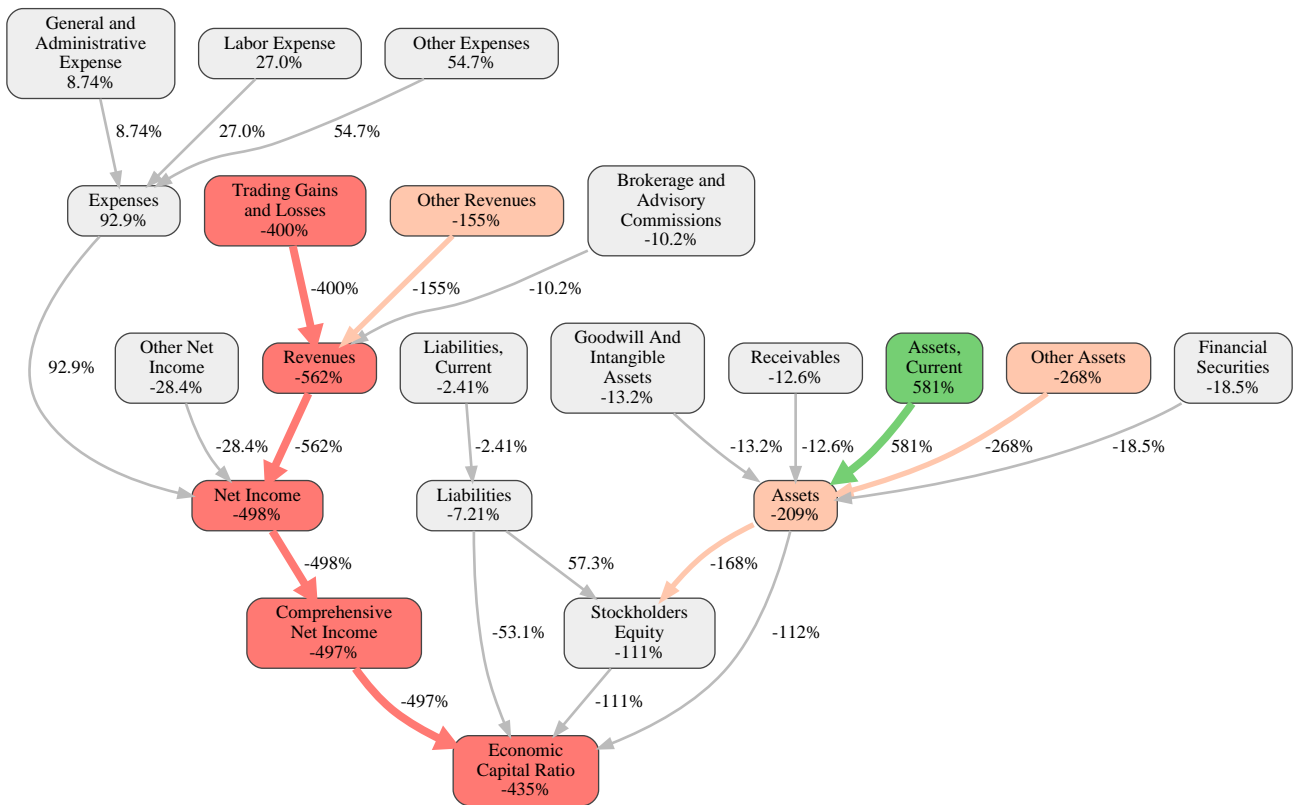 General and
Administrative
Expense
8.74%
Labor Expense
27.0%
Other Expenses
54.7%
8.74%
27.0%
54.7%
Expenses
92.9%
Trading Gains
and Losses
-400%
Other Revenues
-155%
Brokerage and
Advisory
Commissions
-10.2%
-400%
-155%
-10.2%
92.9%
Other Net
Income
-28.4%
Revenues
-562%
Liabilities,
Current
-2.41%
Goodwill And
Intangible
Assets
-13.2%
Receivables
-12.6%
Assets,
Current
581%
Other Assets
-268%
Financial
Securities
-18.5%
-28.4%
-562%
-2.41%
-13.2%
-12.6%
581%
-268%
-18.5%
Net Income
-498%
Liabilities
-7.21%
Assets
-209%
-498%
57.3%
-168%
Comprehensive
Net Income
-497%
-53.1%
Stockholders
Equity
-111%
-112%
-497%
-111%
Economic
Capital Ratio
-435%